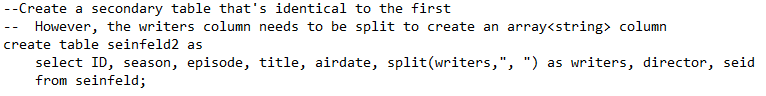 --Create a secondary table that's identical to the first
--  However, the writers column needs to be split to create an array<string> column
create table seinfeld2 as
    select ID, season, episode, title, airdate, split(writers,", ") as writers, director, seid
    from seinfeld;